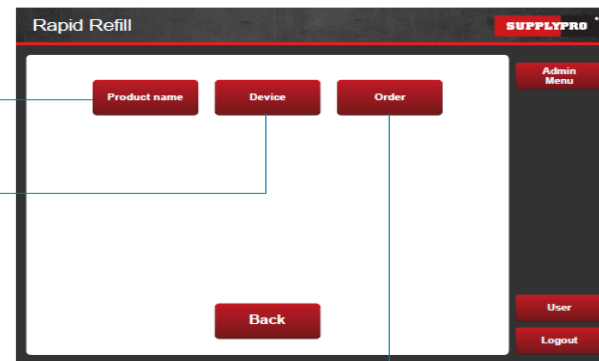 Rapid Refill
SUPPLYPRO
Admin
Menu
Product name
Device
Order
Back
User
Logout